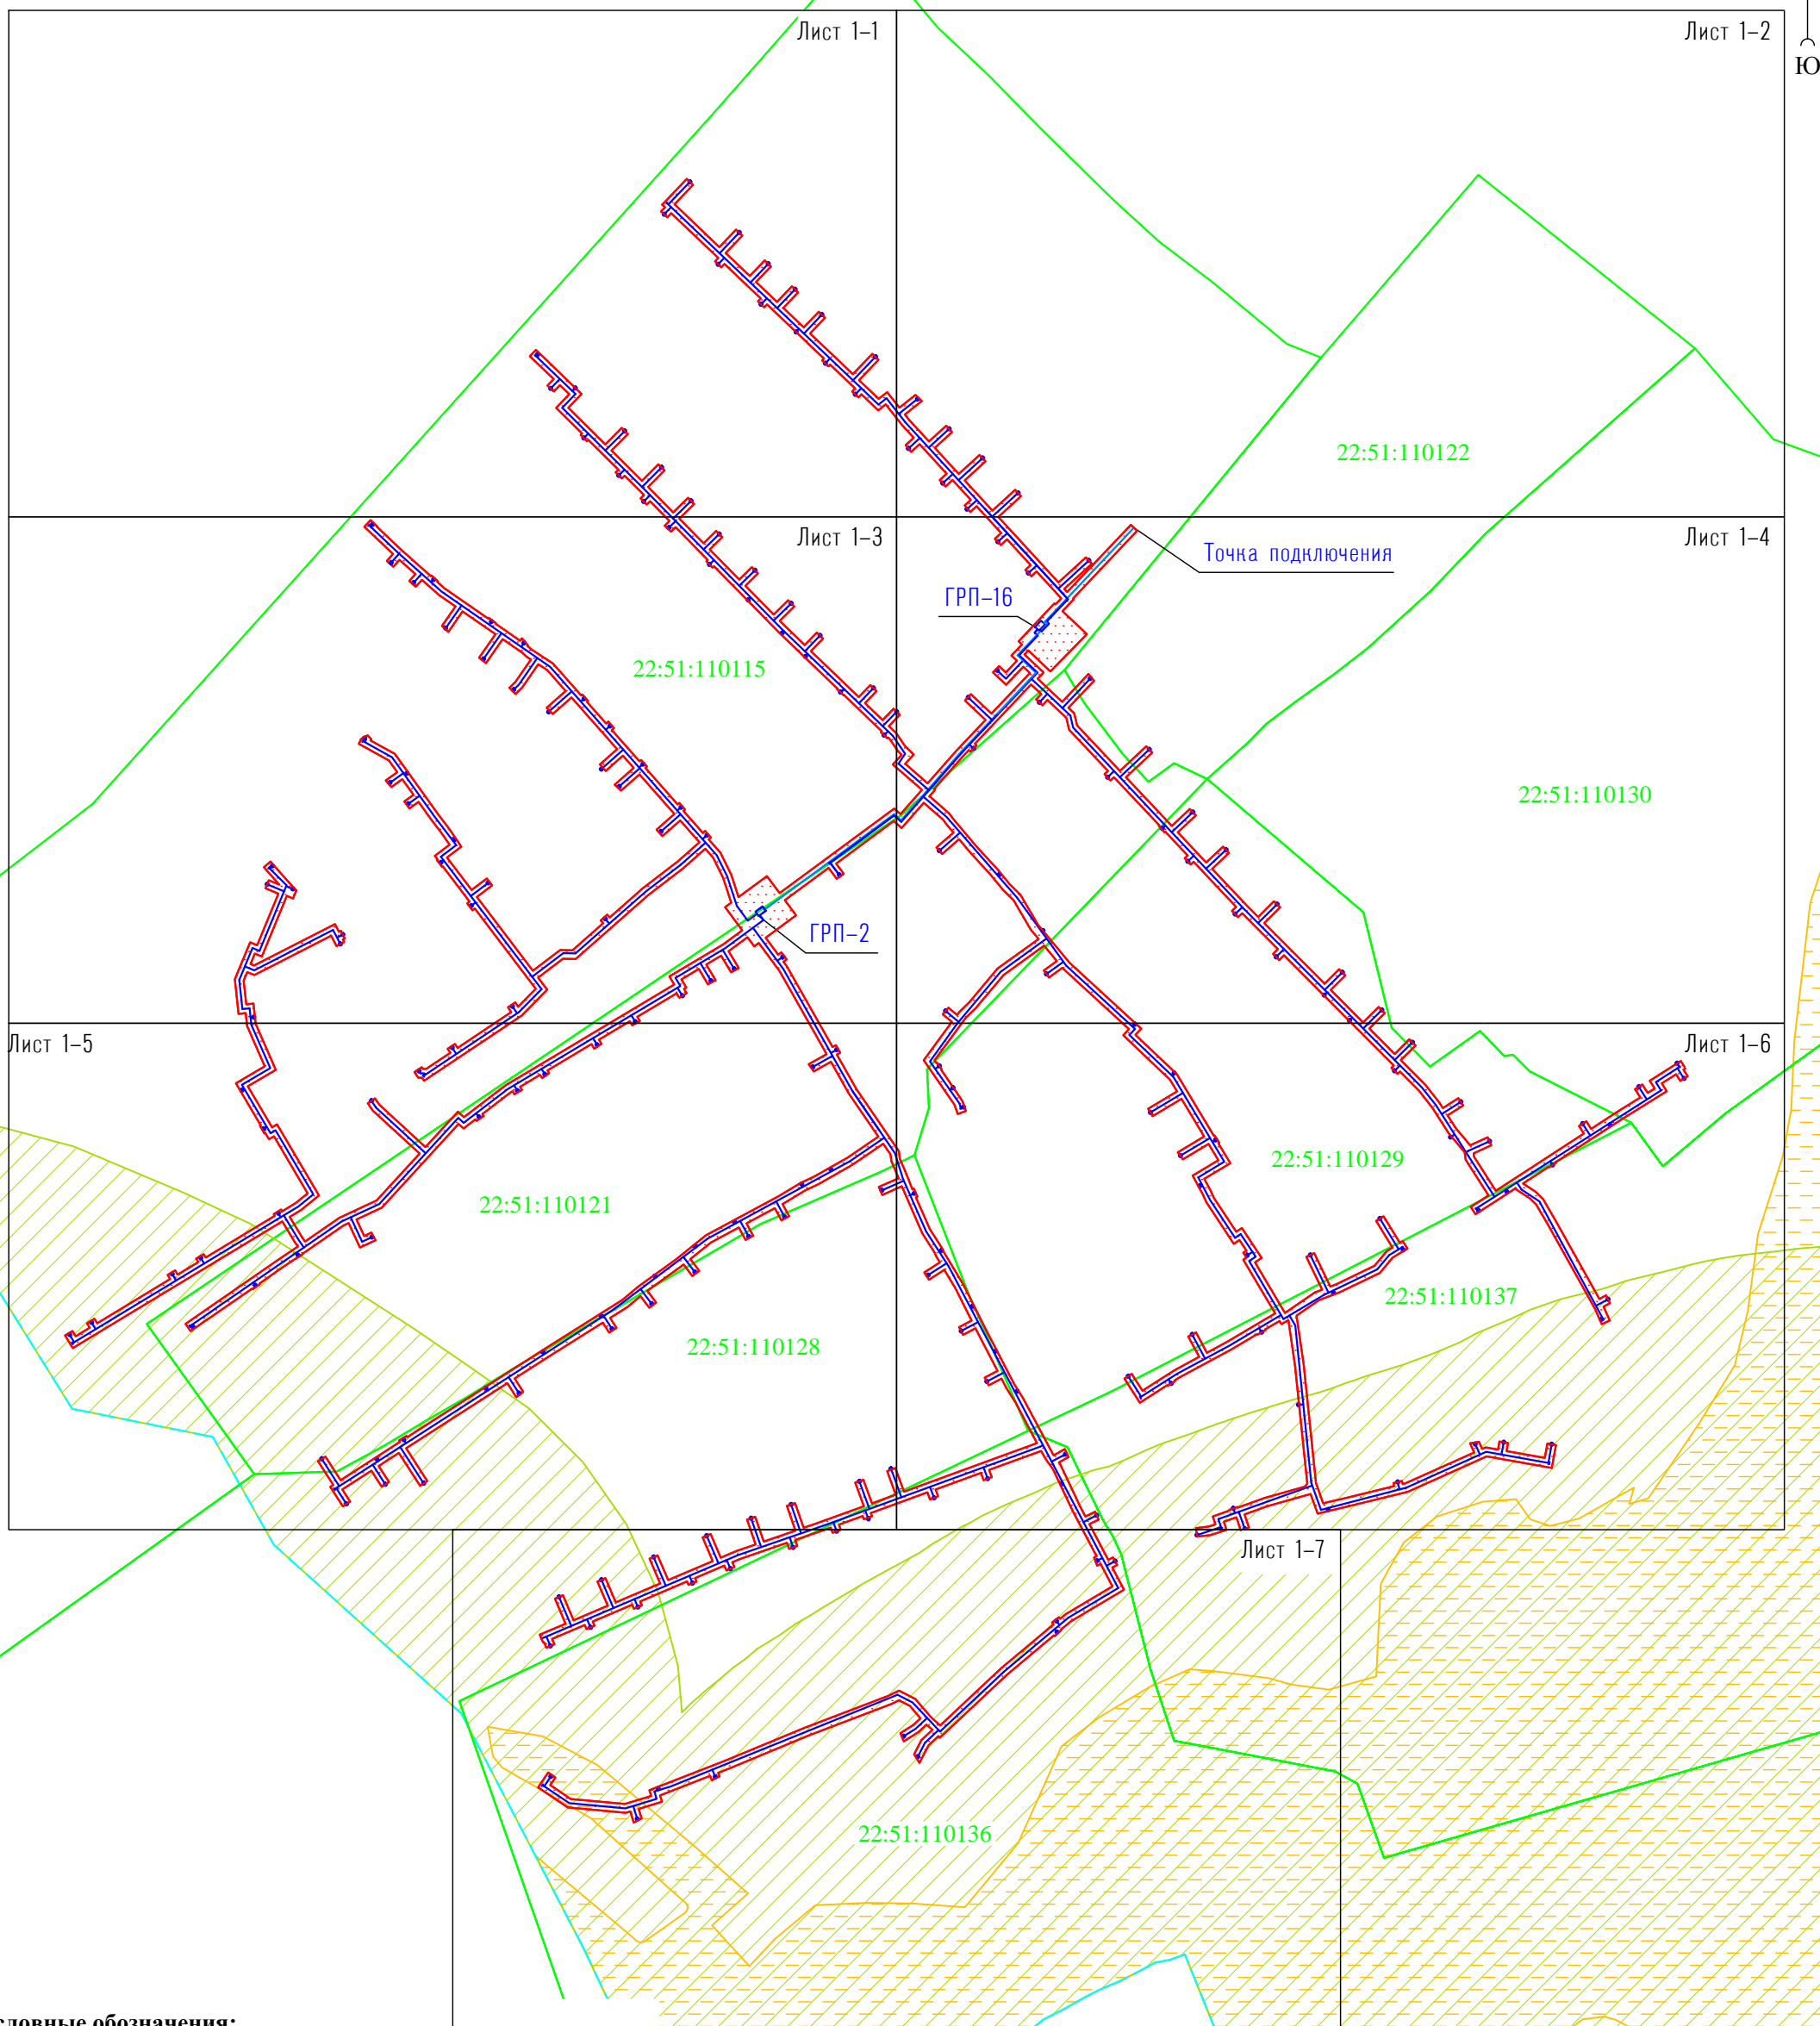 Лист 1–1
Лист 1–2
Ю
22:51:110122
Лист 1–3
Лист 1–4
Точка подключения
ГРП–16
22:51:110115
22:51:110130
ГРП–2
Лист 1–5
Лист 1–6
22:51:110129
22:51:110121
22:51:110137
22:51:110128
Лист 1–7
22:51:110136
словные обозначения: